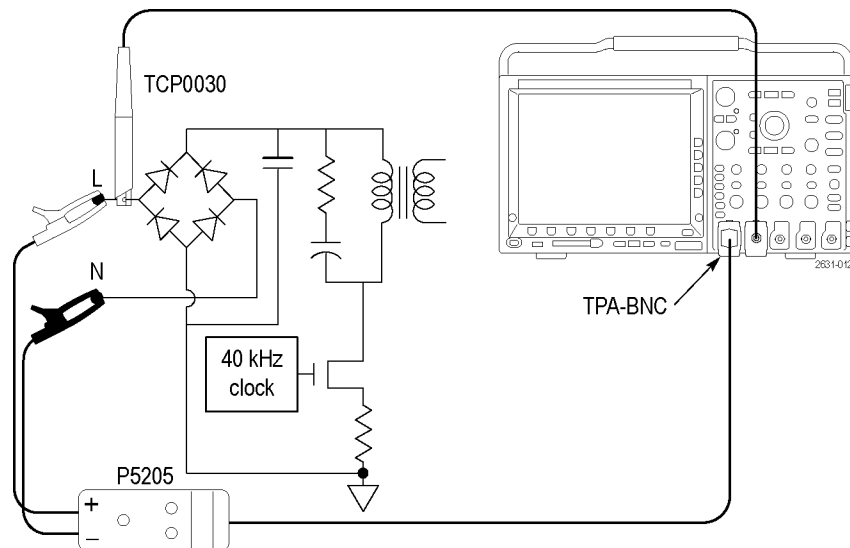 TCP0030
L
N
2631-012
TPA-BNC
40 kHz
clock
P5205
+
–